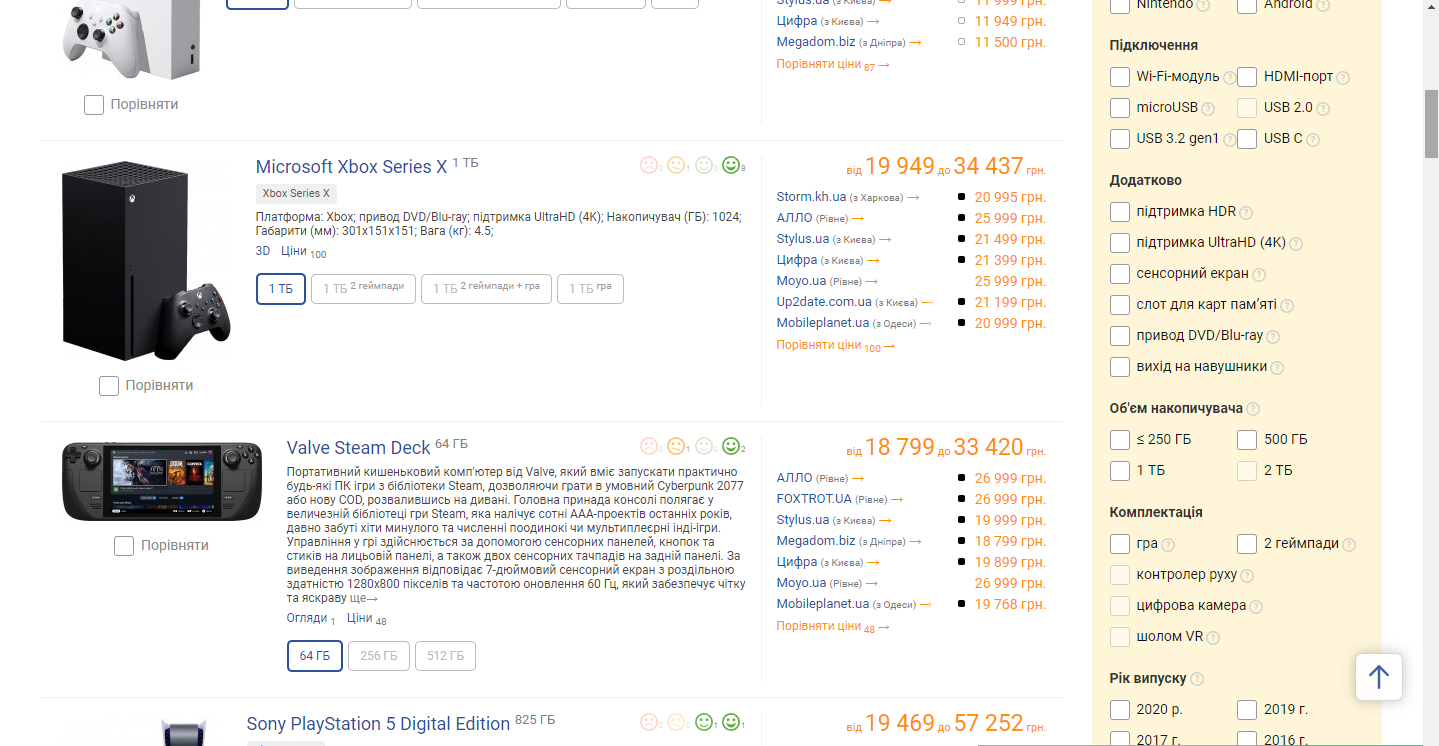 Stylus.ua (з Києва) → 11 999 грн.
Цифра (з Києва) → 11 949 грн.
Megadom.biz (з Дніпра) → 11 500 грн.
Порівняти ціни 87 →
Порівняти
Microsoft Xbox Series X 1 ТБ
0 1 0 8
Xbox Series X
Платформа: Xbox; привод DVD/Blu-ray; підтримка UltraHD (4K); Накопичувач (ГБ): 1024;
Габарити (мм): 301x151x151; Вага (кг): 4.5;
3D Ціни 100
1 ТБ
1 ТБ 2 геймпади
1 ТБ 2 геймпади + гра
1 ТБ гра
Порівняти
від 19 949 до 34 437 грн.
Storm.kh.ua (з Харкова) → 20 995 грн.
АЛЛО (Рівне) → 25 999 грн.
Stylus.ua (з Києва) → 21 499 грн.
Цифра (з Києва) → 21 399 грн.
Moyo.ua (Рівне) → 25 999 грн.
Up2date.com.ua (з Києва) → 21 199 грн.
Mobileplanet.ua (з Одеси) → 20 999 грн.
Порівняти ціни 100 →
Valve Steam Deck 64 ГБ
0 1 0 2
Портативний кишеньковий комп'ютер від Valve, який вміє запускати практично
будь-які ПК ігри з бібліотеки Steam, дозволяючи грати в умовний Cyberpunk 2077
або нову COD, розвалившись на дивані. Головна принада консолі полягає у
величезній бібліотеці гри Steam, яка налічує сотні AAA-проектів останніх років,
давно забуті хіти минулого та численні поодинокі чи мультиплеєрні інді-ігри.
Управління у грі здійснюється за допомогою сенсорних панелей, кнопок та
стиків на лицьовій панелі, а також двох сенсорних тачпадів на задній панелі. За
виведення зображення відповідає 7-дюймовий сенсорний екран з роздільною
здатністю 1280x800 пікселів та частотою оновлення 60 Гц, який забезпечує чітку
та яскраву ще→
Огляди 1 Ціни 48
64 ГБ
256 ГБ
512 ГБ
Порівняти
від 18 799 до 33 420 грн.
АЛЛО (Рівне) → 26 999 грн.
FOXTROT.UA (Рівне) → 26 999 грн.
Stylus.ua (з Києва) → 19 999 грн.
Megadom.biz (з Дніпра) → 18 799 грн.
Цифра (з Києва) → 19 899 грн.
Moyo.ua (Рівне) → 26 999 грн.
Mobileplanet.ua (з Одеси) → 19 768 грн.
Порівняти ціни 48 →
Sony PlayStation 5 Digital Edition 825 ГБ
0 0 1 1
від 19 469 до 57 252 грн.
Nintendo ? Android ?
Підключення
Wi-Fi-модуль ? HDMI-порт ?
microUSB ? USB 2.0 ?
USB 3.2 gen1 ? USB C ?
Додатково
підтримка HDR ?
підтримка UltraHD (4K) ?
сенсорний екран ?
слот для карт пам’яті ?
привод DVD/Blu-ray ?
вихід на навушники ?
Об'єм накопичувача ?
≤ 250 ГБ 500 ГБ
1 ТБ 2 ТБ
Комплектація
гра ? 2 геймпади ?
контролер руху ?
цифрова камера ?
шолом VR ?
Рік випуску ?
2020 р. 2019 г.
2017 г. 2016 г.